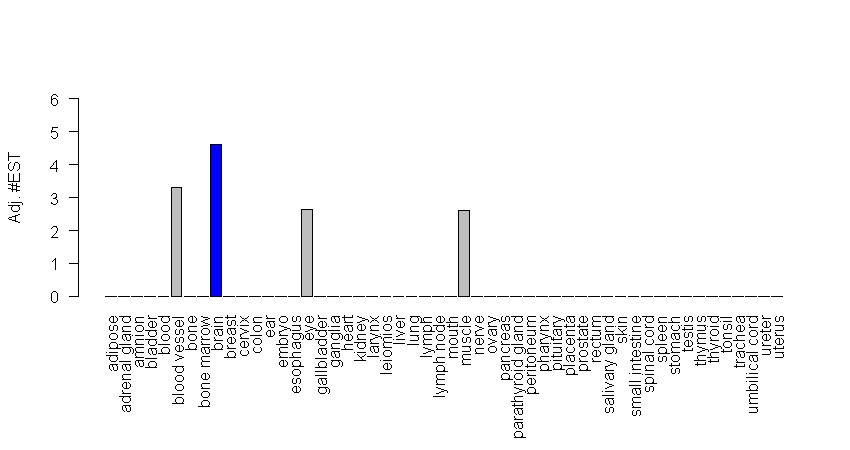 Adj. #EST
6
5
4
3
2
1
0
adipose
adrenal gland
amnion
bladder
blood
blood vessel
bone
bone marrow
brain
breast
cervix
colon
ear
embryo
esophagus
eye
gallbladder
ganglia
heart
kidney
larynx
leiomios
liver
lung
lymph
lymph node
mouth
muscle
nerve
ovary
pancreas
parathyroid gland
peritoneum
pharynx
pituitary
placenta
prostate
rectum
salivary gland
skin
small intestine
spinal cord
spleen
stomach
testis
thymus
thyroid
tonsil
trachea
umbilical cord
ureter
uterus